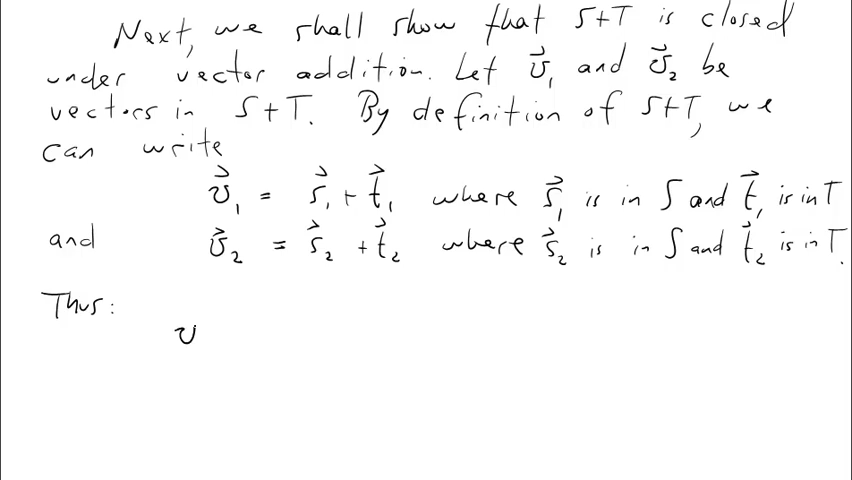 Next, we shall show that S+T is closed
under vector addition. Let v⃗₁ and v⃗₂ be
vectors in S+T. By definition of S+T, we
can write
v⃗₁ = s⃗₁ + t⃗₁ where s⃗₁ is in S and t⃗₁ is in T
and v⃗₂ = s⃗₂ + t⃗₂ where s⃗₂ is in S and t⃗₂ is in T.
Thus:
v